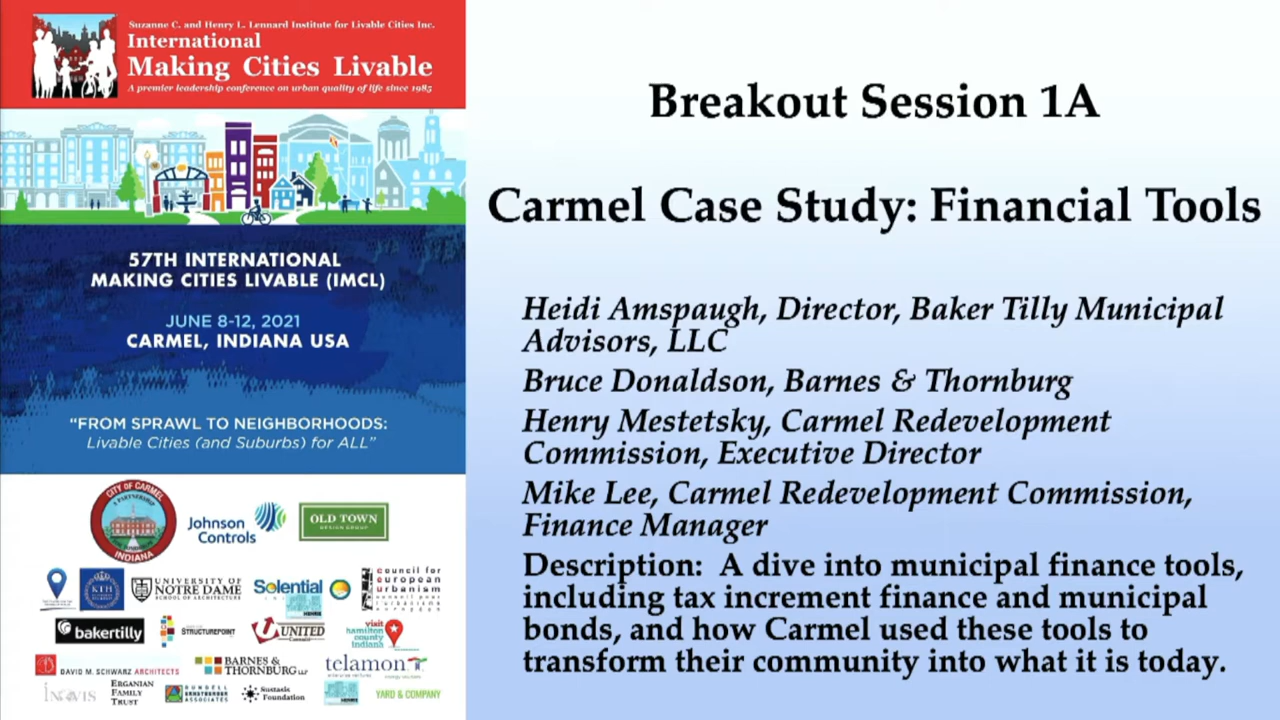 Suzanne C. and Henry L. Lennard Institute for Livable Cities Inc.
International
Making Cities Livable
A premier leadership conference on urban quality of life since 1985
57TH INTERNATIONAL
MAKING CITIES LIVABLE (IMCL)
JUNE 8-12, 2021
CARMEL, INDIANA USA
"FROM SPRAWL TO NEIGHBORHOODS:
Livable Cities (and Suburbs) for ALL"
CITY OF CARMEL
A PARTNERSHIP
INDIANA
Johnson
Controls
OLD TOWN
DESIGN GROUP
KTH
UNIVERSITY OF
NOTRE DAME
SCHOOL OF ARCHITECTURE
Solential
council for
european
urbanism
bakertilly
STRUCTUREPOINT
UNITED
visit
hamilton
county
indiana
DAVID M. SCHWARZ ARCHITECTS
BARNES &
THORNBURG LLP
telamon
INOVIS
ERGANIAN
FAMILY
TRUST
RUNDELL
ERNSTBERGER
ASSOCIATES
Sustasis
Foundation
YARD & COMPANY
Breakout Session 1A
Carmel Case Study: Financial Tools
Heidi Amspaugh, Director, Baker Tilly Municipal
Advisors, LLC
Bruce Donaldson, Barnes & Thornburg
Henry Mestetsky, Carmel Redevelopment
Commission, Executive Director
Mike Lee, Carmel Redevelopment Commission,
Finance Manager
Description: A dive into municipal finance tools,
including tax increment finance and municipal
bonds, and how Carmel used these tools to
transform their community into what it is today.